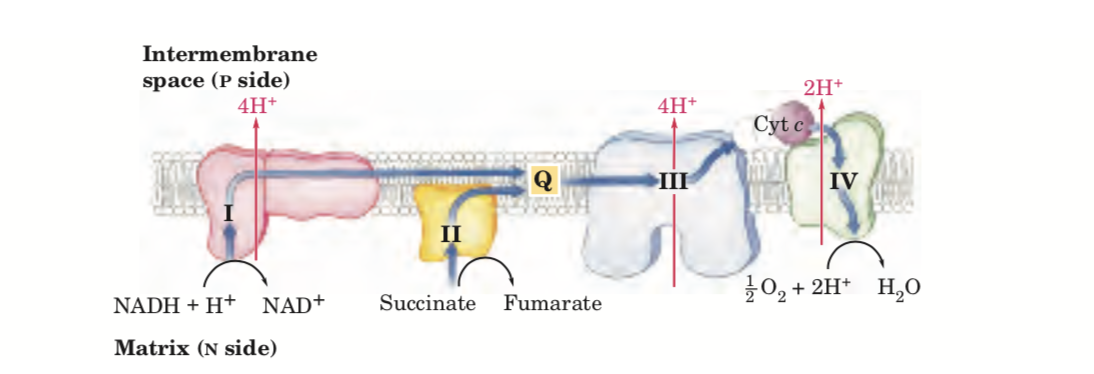 Intermembrane
space (P side)
4H⁺
4H⁺
2H⁺
Cyt c
Q
III
IV
I
II
NADH + H⁺
NAD⁺
Succinate
Fumarate
½O₂ + 2H⁺
H₂O
Matrix (N side)